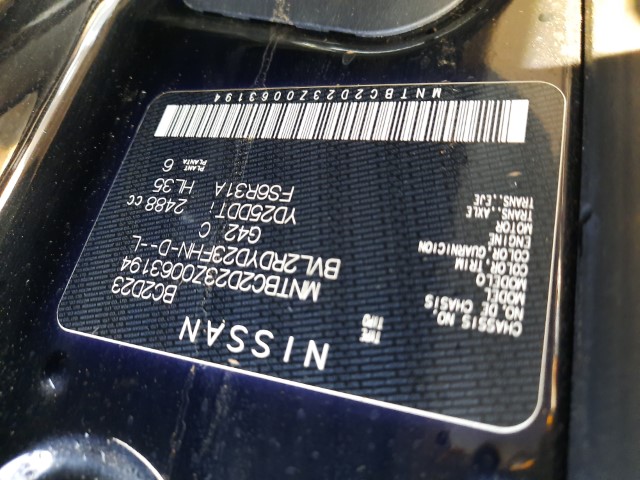 NISSAN
TYPE BC2D23
TIPO
CHASSIS NO. MNTBC2D23Z0063194
NO. DE CHASIS
MODEL BVL2RDYD23FHN-D--L
MODELO
COLOR, TRIM G42 C
COLOR, GUARNICION
ENGINE YD25DDTi 2488 cc
MOTOR
TRANS., AXLE FS6R31A HL35
TRANS., EJE
PLANT 6
PLANTA
MNTBC2D23Z0063194